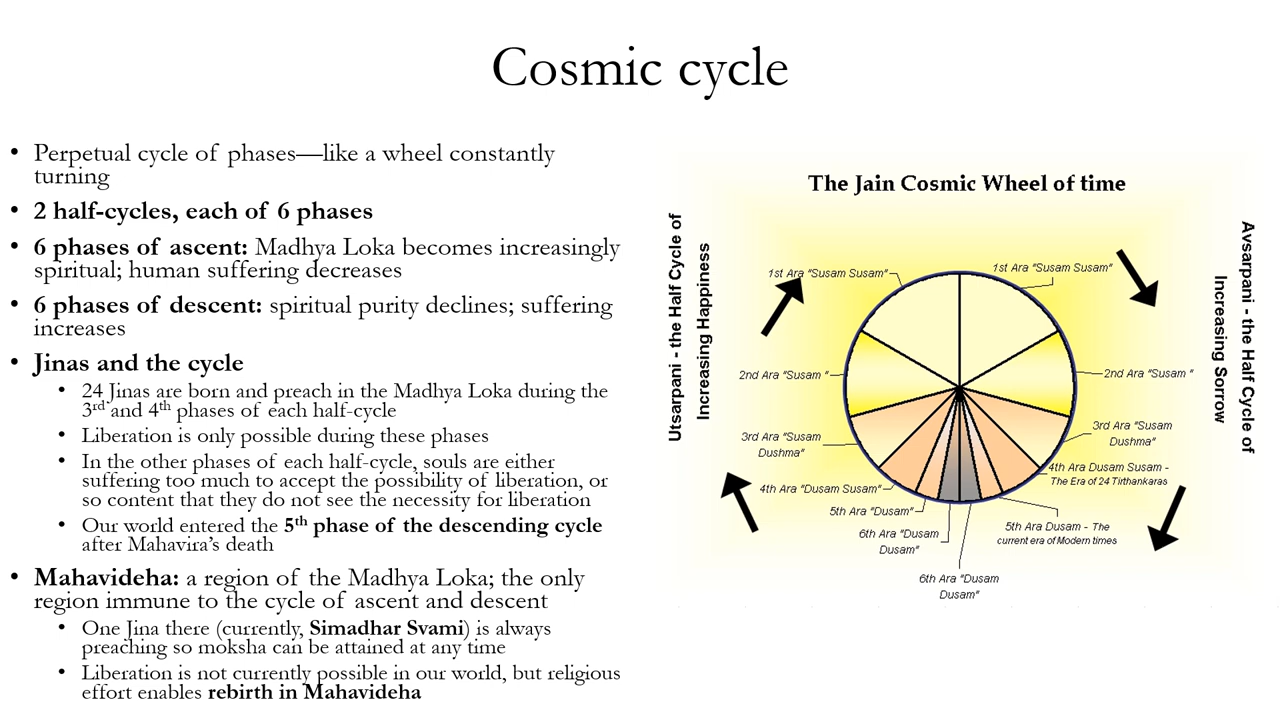 Cosmic cycle
• Perpetual cycle of phases—like a wheel constantly
turning
• 2 half-cycles, each of 6 phases
• 6 phases of ascent: Madhya Loka becomes increasingly
spiritual; human suffering decreases
• 6 phases of descent: spiritual purity declines; suffering
increases
• Jinas and the cycle
• 24 Jinas are born and preach in the Madhya Loka during the
3rd and 4th phases of each half-cycle
• Liberation is only possible during these phases
• In the other phases of each half-cycle, souls are either
suffering too much to accept the possibility of liberation, or
so content that they do not see the necessity for liberation
• Our world entered the 5th phase of the descending cycle
after Mahavira's death
• Mahavideha: a region of the Madhya Loka; the only
region immune to the cycle of ascent and descent
• One Jina there (currently, Simadhar Svami) is always
preaching so moksha can be attained at any time
• Liberation is not currently possible in our world, but religious
effort enables rebirth in Mahavideha
The Jain Cosmic Wheel of time
Utsarpani - the Half Cycle of
Increasing Happiness
1st Ara "Susam Susam"
2nd Ara "Susam "
3rd Ara "Susam
Dushma"
4th Ara "Dusam Susam"
5th Ara "Dusam"
6th Ara "Dusam
Dusam"
1st Ara "Susam Susam"
2nd Ara "Susam "
3rd Ara "Susam
Dushma"
4th Ara Dusam Susam -
The Era of 24 Tirthankaras
5th Ara Dusam - The
current era of Modern times
6th Ara "Dusam
Dusam"
Avsarpani - the Half Cycle of
Increasing Sorrow